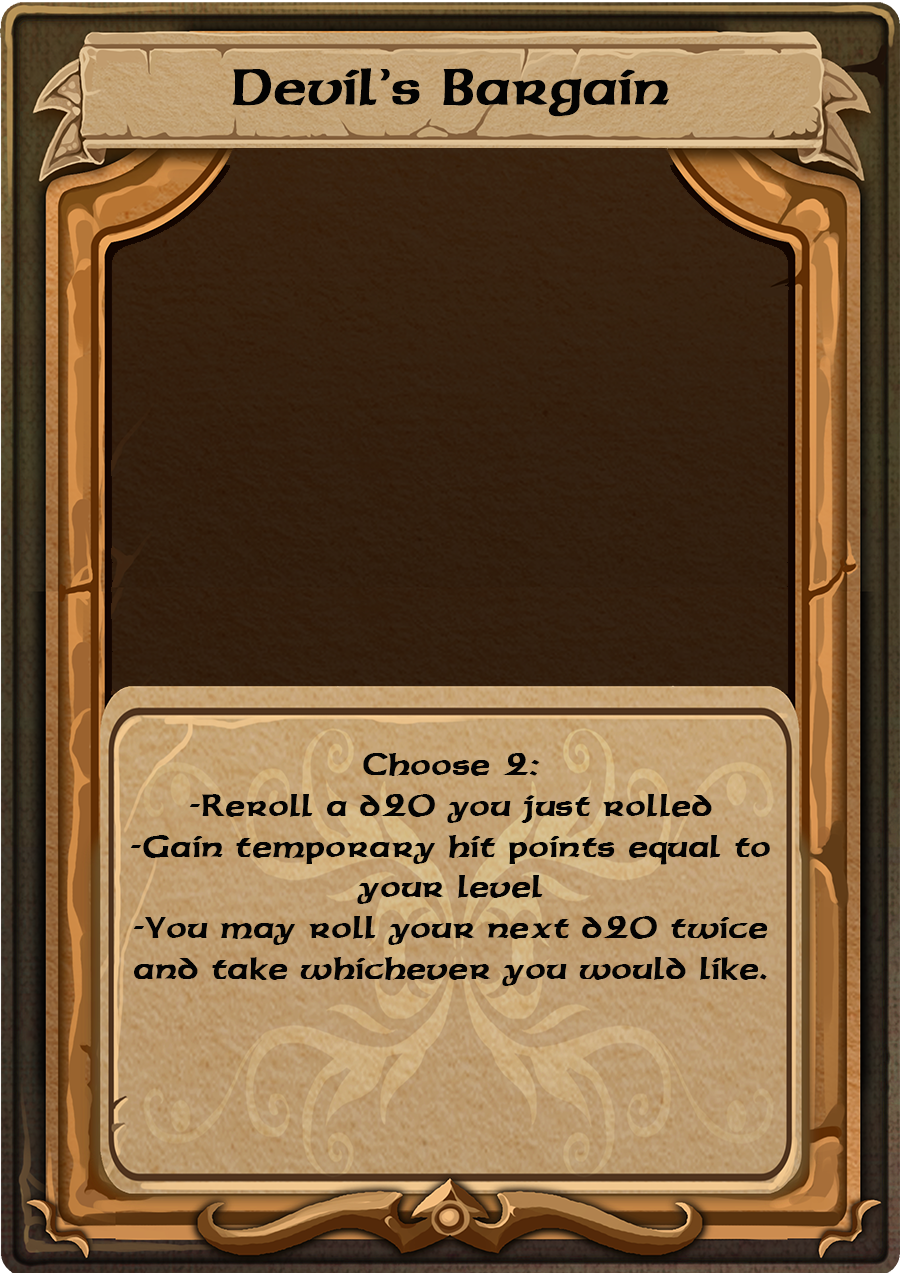 Devil's Bargain
Choose 2:
-Reroll a d20 you just rolled
-Gain temporary hit points equal to
your level
-You may roll your next d20 twice
and take whichever you would like.